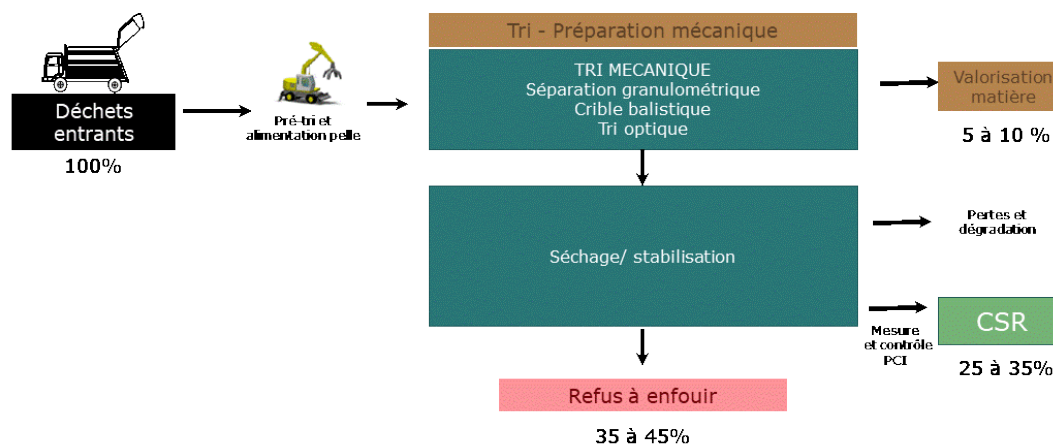 Déchets
entrants
100%
Pré-tri et
alimentation pelle
Tri - Préparation mécanique
TRI MECANIQUE
Séparation granulométrique
Crible balistique
Tri optique
Valorisation
matière
5 à 10 %
Séchage/ stabilisation
Pertes et
dégradation
Mesure
et contrôle
PCI
CSR
25 à 35%
Refus à enfouir
35 à 45%